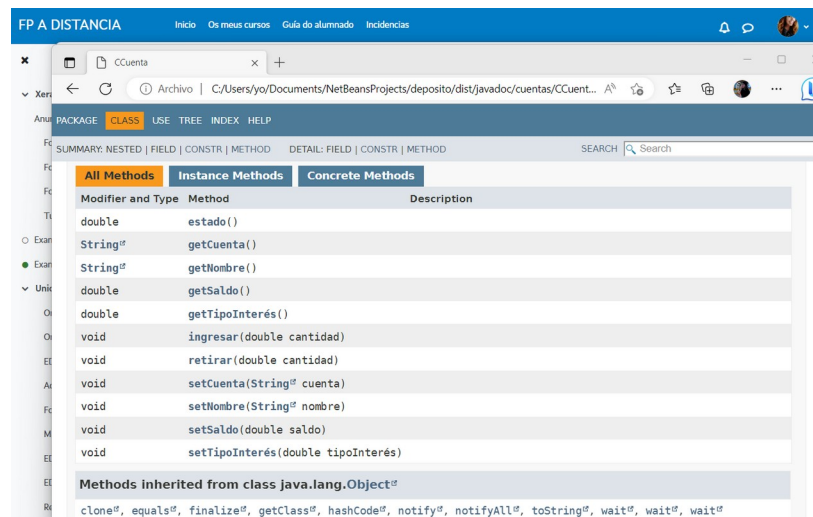 FP A DISTANCIA Inicio Os meus cursos Guía do alumnado Incidencias
CCuenta
Archivo | C:/Users/yo/Documents/NetBeansProjects/deposito/dist/javadoc/cuentas/CCuent...
PACKAGE CLASS USE TREE INDEX HELP
SUMMARY: NESTED | FIELD | CONSTR | METHOD DETAIL: FIELD | CONSTR | METHOD SEARCH Search
All Methods Instance Methods Concrete Methods
Modifier and Type Method Description
double estado()
String getCuenta()
String getNombre()
double getSaldo()
double getTipoInterés()
void ingresar(double cantidad)
void retirar(double cantidad)
void setCuenta(String cuenta)
void setNombre(String nombre)
void setSaldo(double saldo)
void setTipoInterés(double tipoInterés)
Methods inherited from class java.lang.Object
clone, equals, finalize, getClass, hashCode, notify, notifyAll, toString, wait, wait, wait